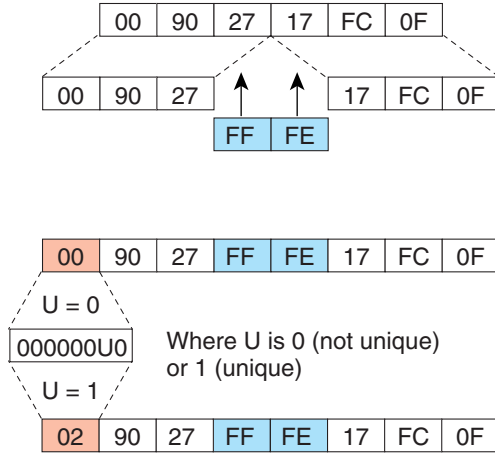 00 90 27 17 FC 0F
00 90 27 17 FC 0F
FF FE
00 90 27 FF FE 17 FC 0F
U = 0
000000U0
Where U is 0 (not unique)
or 1 (unique)
U = 1
02 90 27 FF FE 17 FC 0F